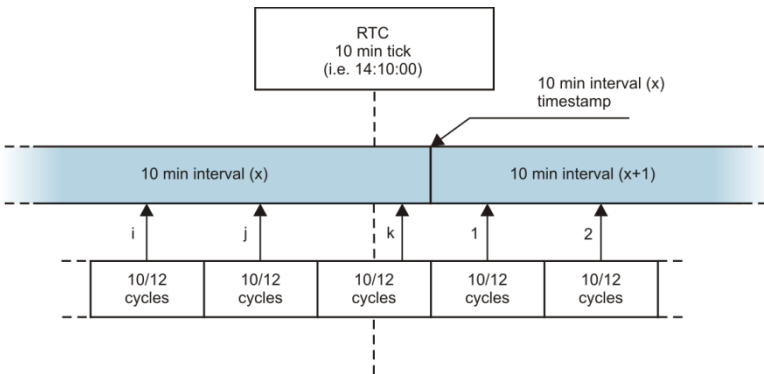 RTC
10 min tick
(i.e. 14:10:00)
10 min interval (x)
timestamp
10 min interval (x)
10 min interval (x+1)
i
j
k
1
2
10/12
cycles
10/12
cycles
10/12
cycles
10/12
cycles
10/12
cycles